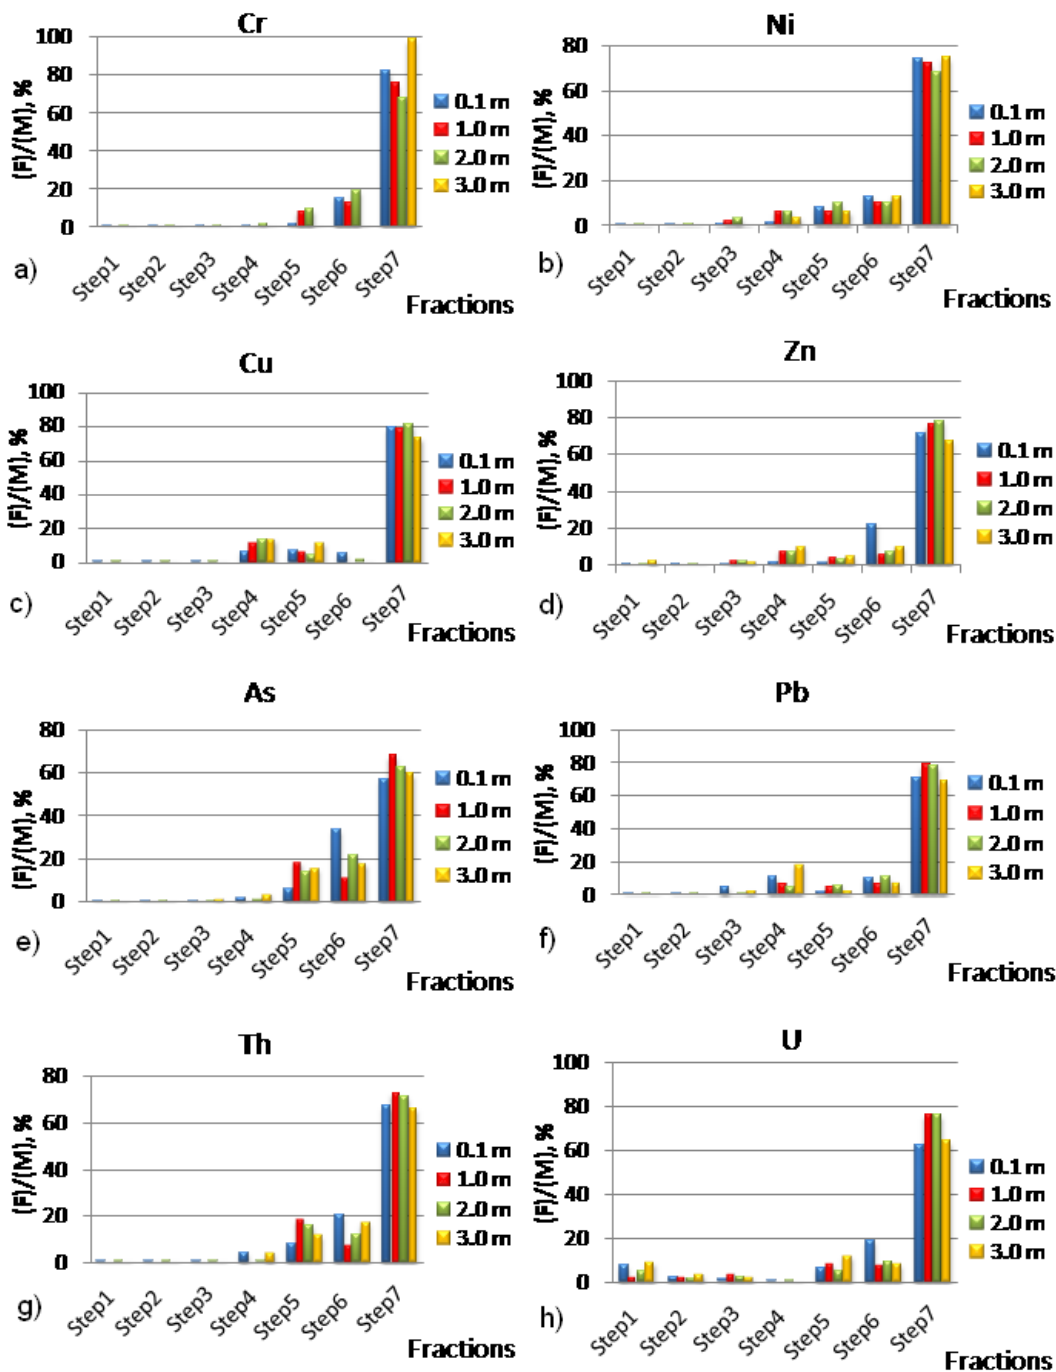 Cr
(F)/(M), %
100
80
60
40
20
0
Step1
Step2
Step3
Step4
Step5
Step6
Step7
0.1 m
1.0 m
2.0 m
3.0 m
a)
Fractions
Ni
(F)/(M), %
80
60
40
20
0
Step1
Step2
Step3
Step4
Step5
Step6
Step7
0.1 m
1.0 m
2.0 m
3.0 m
b)
Fractions
Cu
(F)/(M), %
100
80
60
40
20
0
Step1
Step2
Step3
Step4
Step5
Step6
Step7
0.1 m
1.0 m
2.0 m
3.0 m
c)
Fractions
Zn
(F)/(M), %
100
80
60
40
20
0
Step1
Step2
Step3
Step4
Step5
Step6
Step7
0.1 m
1.0 m
2.0 m
3.0 m
d)
Fractions
As
(F)/(M), %
80
60
40
20
0
Step1
Step2
Step3
Step4
Step5
Step6
Step7
0.1 m
1.0 m
2.0 m
3.0 m
e)
Fractions
Pb
(F)/(M), %
100
80
60
40
20
0
Step1
Step2
Step3
Step4
Step5
Step6
Step7
0.1 m
1.0 m
2.0 m
3.0 m
f)
Fractions
Th
(F)/(M), %
80
60
40
20
0
Step1
Step2
Step3
Step4
Step5
Step6
Step7
0.1 m
1.0 m
2.0 m
3.0 m
g)
Fractions
U
(F)/(M), %
100
80
60
40
20
0
Step1
Step2
Step3
Step4
Step5
Step6
Step7
0.1 m
1.0 m
2.0 m
3.0 m
h)
Fractions